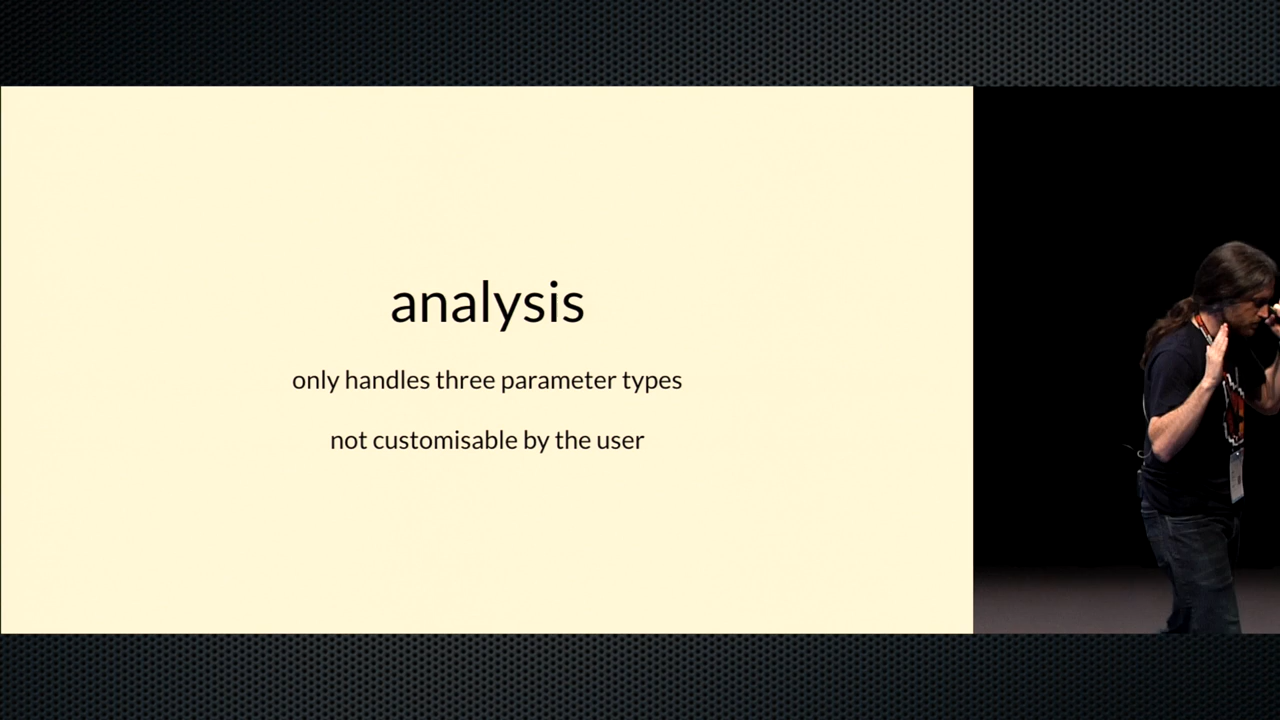 analysis
only handles three parameter types
not customisable by the user